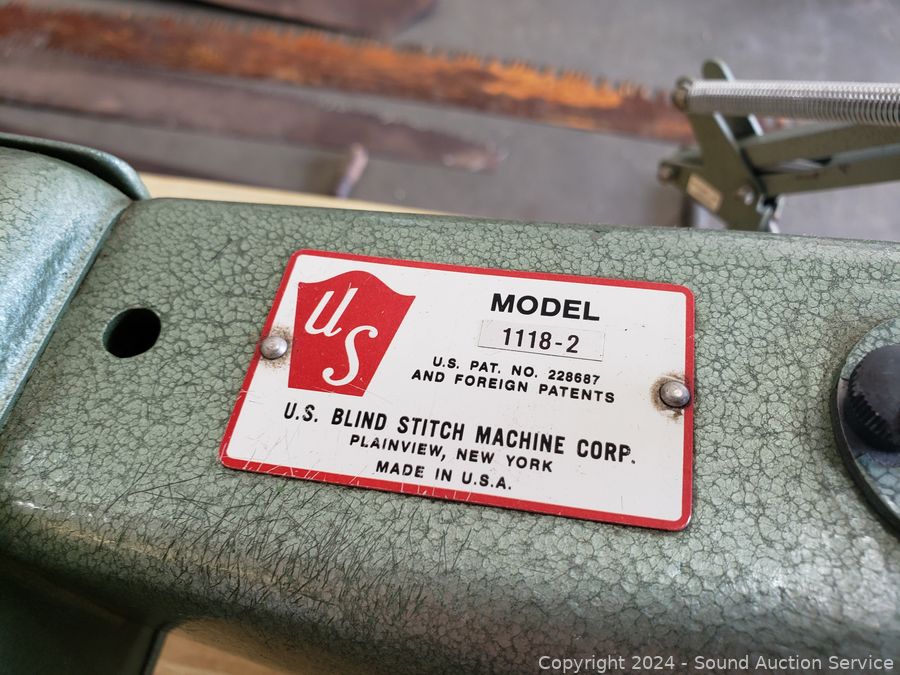 US
MODEL
1118-2
U.S. PAT. NO. 228687
AND FOREIGN PATENTS
U.S. BLIND STITCH MACHINE CORP.
PLAINVIEW, NEW YORK
MADE IN U.S.A.
Copyright © 2024 - Sound Auction Service